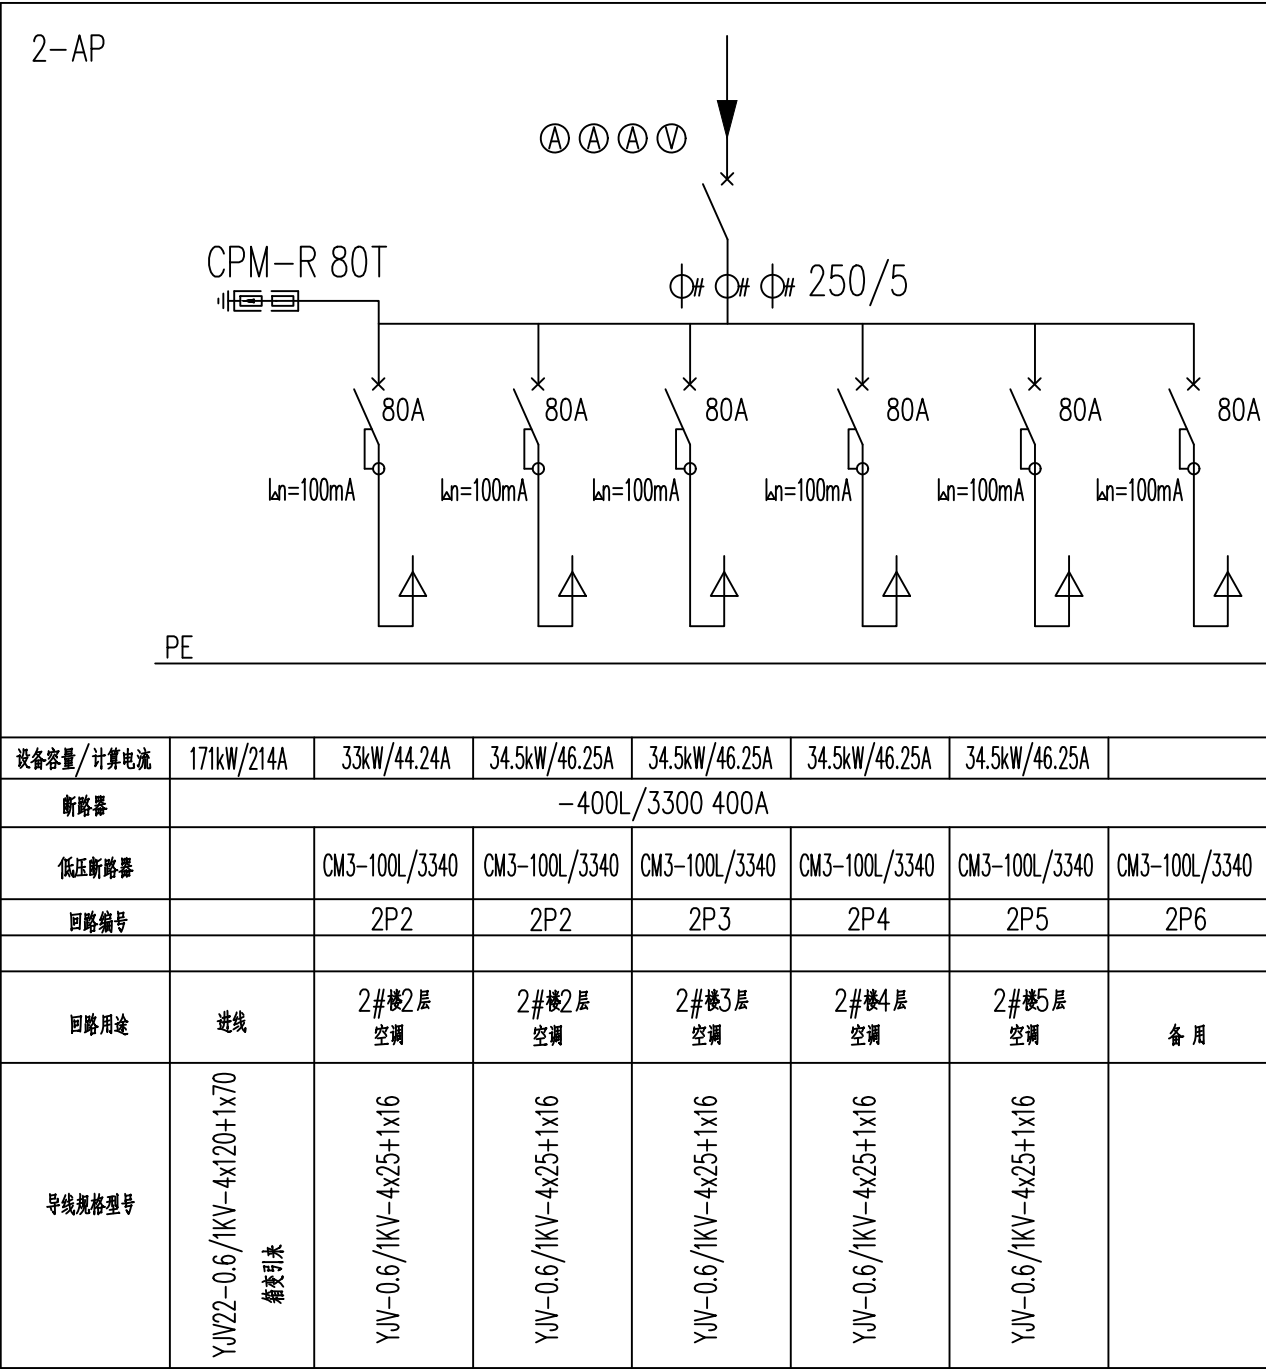 2-AP
A A A V
CPM-R 80T
# # # 250/5
80A 80A 80A 80A 80A 80A
I△n=100mA I△n=100mA I△n=100mA I△n=100mA I△n=100mA I△n=100mA
PE
设备容量/计算电流 171kW/214A 33kW/44.24A 34.5kW/46.25A 34.5kW/46.25A 34.5kW/46.25A 34.5kW/46.25A
断路器 -400L/3300 400A
低压断路器 CM3-100L/3340 CM3-100L/3340 CM3-100L/3340 CM3-100L/3340 CM3-100L/3340 CM3-100L/3340
回路编号 2P2 2P2 2P3 2P4 2P5 2P6
回路用途 进线 2#楼2层 2#楼2层 2#楼3层 2#楼4层 2#楼5层 备用
空调 空调 空调 空调 空调
导线规格型号
YJV22-0.6/1KV-4x120+1x70
箱变引来
YJV-0.6/1KV-4x25+1x16
YJV-0.6/1KV-4x25+1x16
YJV-0.6/1KV-4x25+1x16
YJV-0.6/1KV-4x25+1x16
YJV-0.6/1KV-4x25+1x16